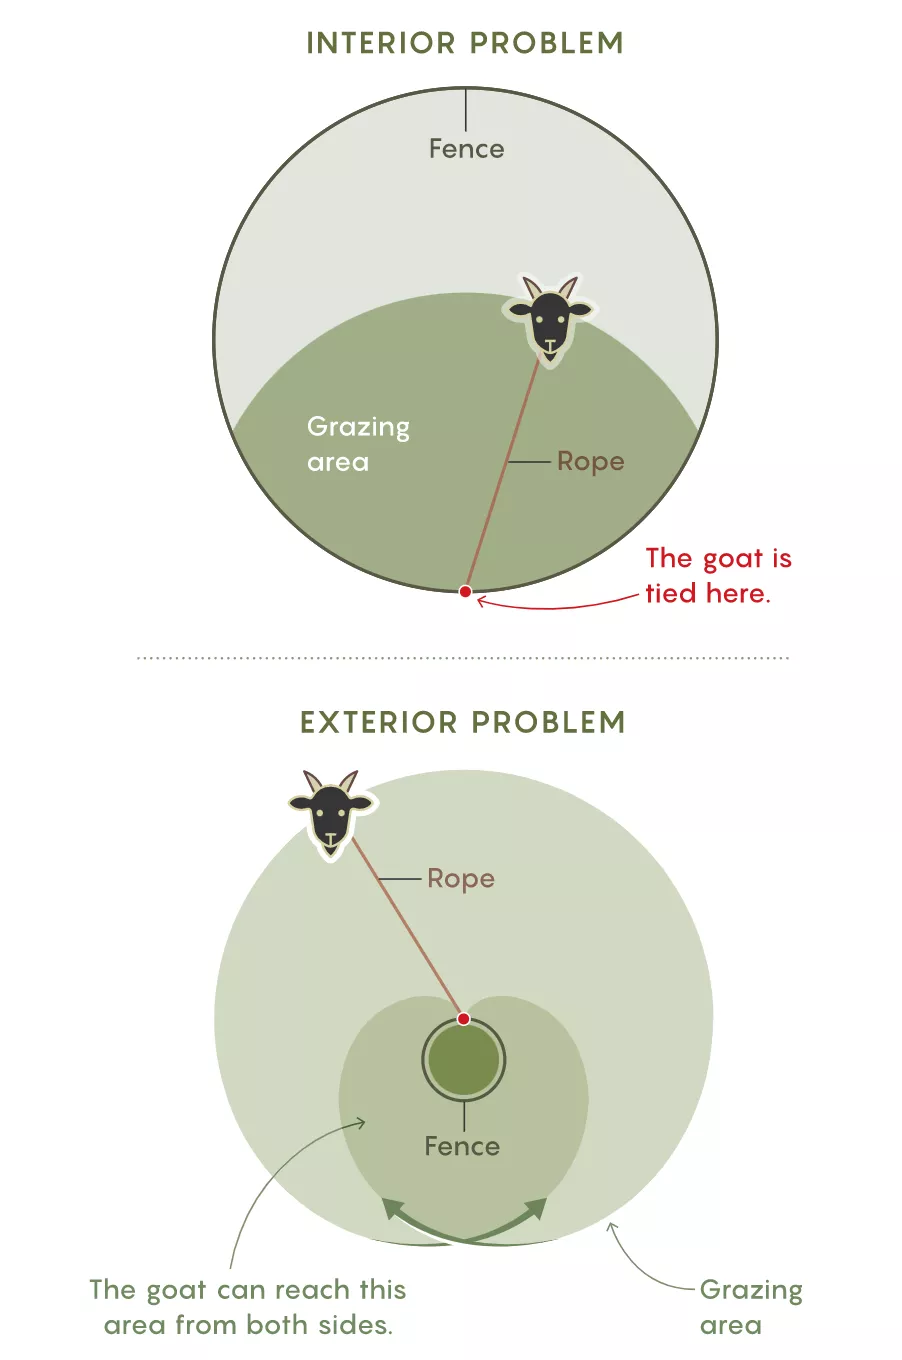 INTERIOR PROBLEM
Fence
Grazing
area
Rope
The goat is
tied here.
EXTERIOR PROBLEM
Rope
Fence
The goat can reach this
area from both sides.
Grazing
area